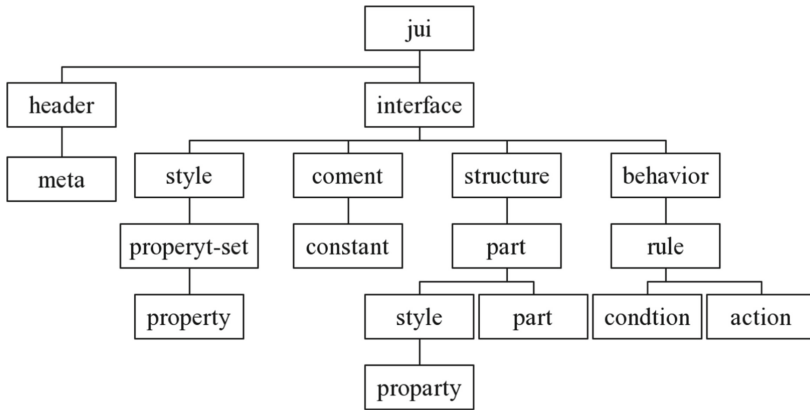 jui
header
interface
meta
style
coment
structure
behavior
properyt-set
constant
part
rule
property
style
part
condtion
action
proparty